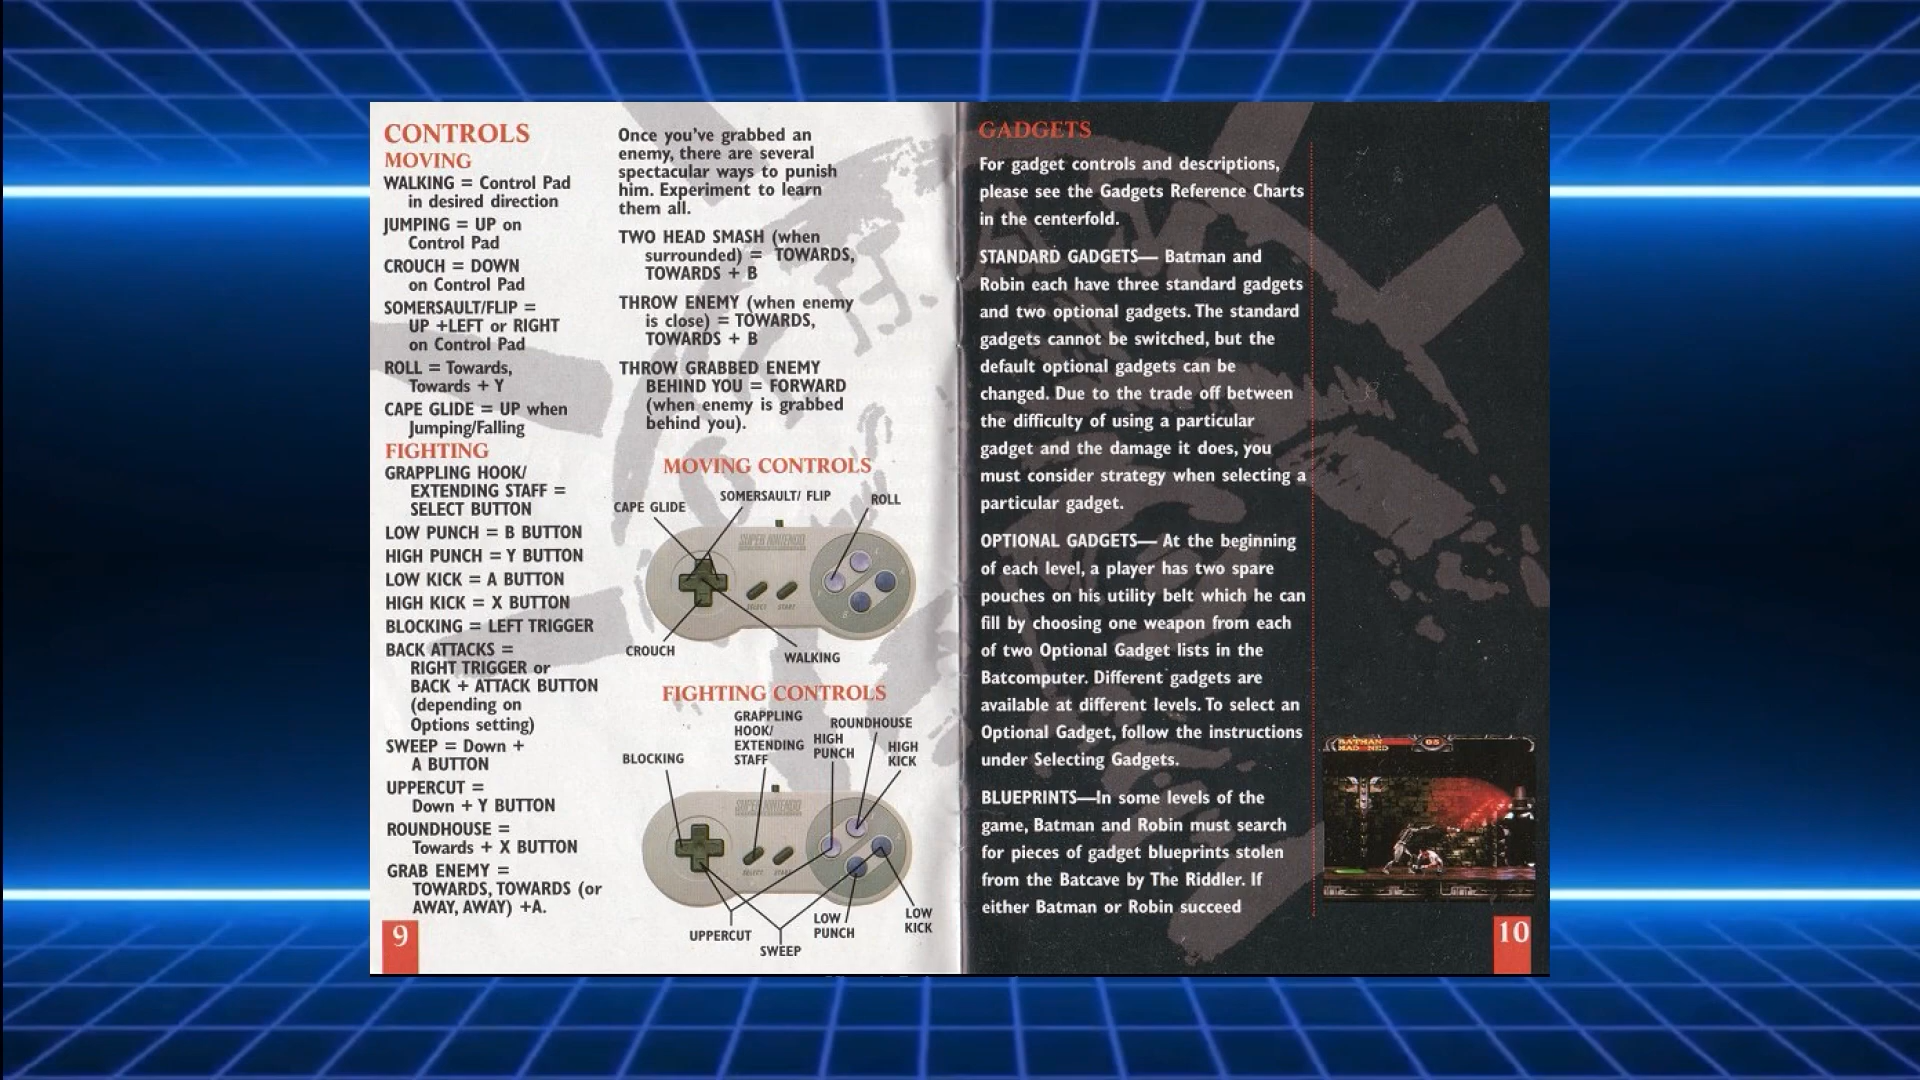 CONTROLS
MOVING
WALKING = Control Pad
in desired direction
JUMPING = UP on
Control Pad
CROUCH = DOWN
on Control Pad
SOMERSAULT/FLIP =
UP +LEFT or RIGHT
on Control Pad
ROLL = Towards,
Towards + Y
CAPE GLIDE = UP when
Jumping/Falling
FIGHTING
GRAPPLING HOOK/
EXTENDING STAFF =
SELECT BUTTON
LOW PUNCH = B BUTTON
HIGH PUNCH = Y BUTTON
LOW KICK = A BUTTON
HIGH KICK = X BUTTON
BLOCKING = LEFT TRIGGER
BACK ATTACKS =
RIGHT TRIGGER or
BACK + ATTACK BUTTON
(depending on
Options setting)
SWEEP = Down +
A BUTTON
UPPERCUT =
Down + Y BUTTON
ROUNDHOUSE =
Towards + X BUTTON
GRAB ENEMY =
TOWARDS, TOWARDS (or
AWAY, AWAY) +A.
9
Once you've grabbed an
enemy, there are several
spectacular ways to punish
him. Experiment to learn
them all.
TWO HEAD SMASH (when
surrounded) = TOWARDS,
TOWARDS + B
THROW ENEMY (when enemy
is close) = TOWARDS,
TOWARDS + B
THROW GRABBED ENEMY
BEHIND YOU = FORWARD
(when enemy is grabbed
behind you).
MOVING CONTROLS
CAPE GLIDE
SOMERSAULT/ FLIP
ROLL
SUPER NINTENDO
SELECT
START
CROUCH
WALKING
FIGHTING CONTROLS
BLOCKING
GRAPPLING
HOOK/
EXTENDING
STAFF
HIGH
PUNCH
ROUNDHOUSE
HIGH
KICK
SUPER NINTENDO
SELECT
START
UPPERCUT
SWEEP
LOW
PUNCH
LOW
KICK
GADGETS
For gadget controls and descriptions,
please see the Gadgets Reference Charts
in the centerfold.
STANDARD GADGETS— Batman and
Robin each have three standard gadgets
and two optional gadgets. The standard
gadgets cannot be switched, but the
default optional gadgets can be
changed. Due to the trade off between
the difficulty of using a particular
gadget and the damage it does, you
must consider strategy when selecting a
particular gadget.
OPTIONAL GADGETS— At the beginning
of each level, a player has two spare
pouches on his utility belt which he can
fill by choosing one weapon from each
of two Optional Gadget lists in the
Batcomputer. Different gadgets are
available at different levels. To select an
Optional Gadget, follow the instructions
under Selecting Gadgets.
BLUEPRINTS—In some levels of the
game, Batman and Robin must search
for pieces of gadget blueprints stolen
from the Batcave by The Riddler. If
either Batman or Robin succeed
BATMAN
MAD NED
05
10